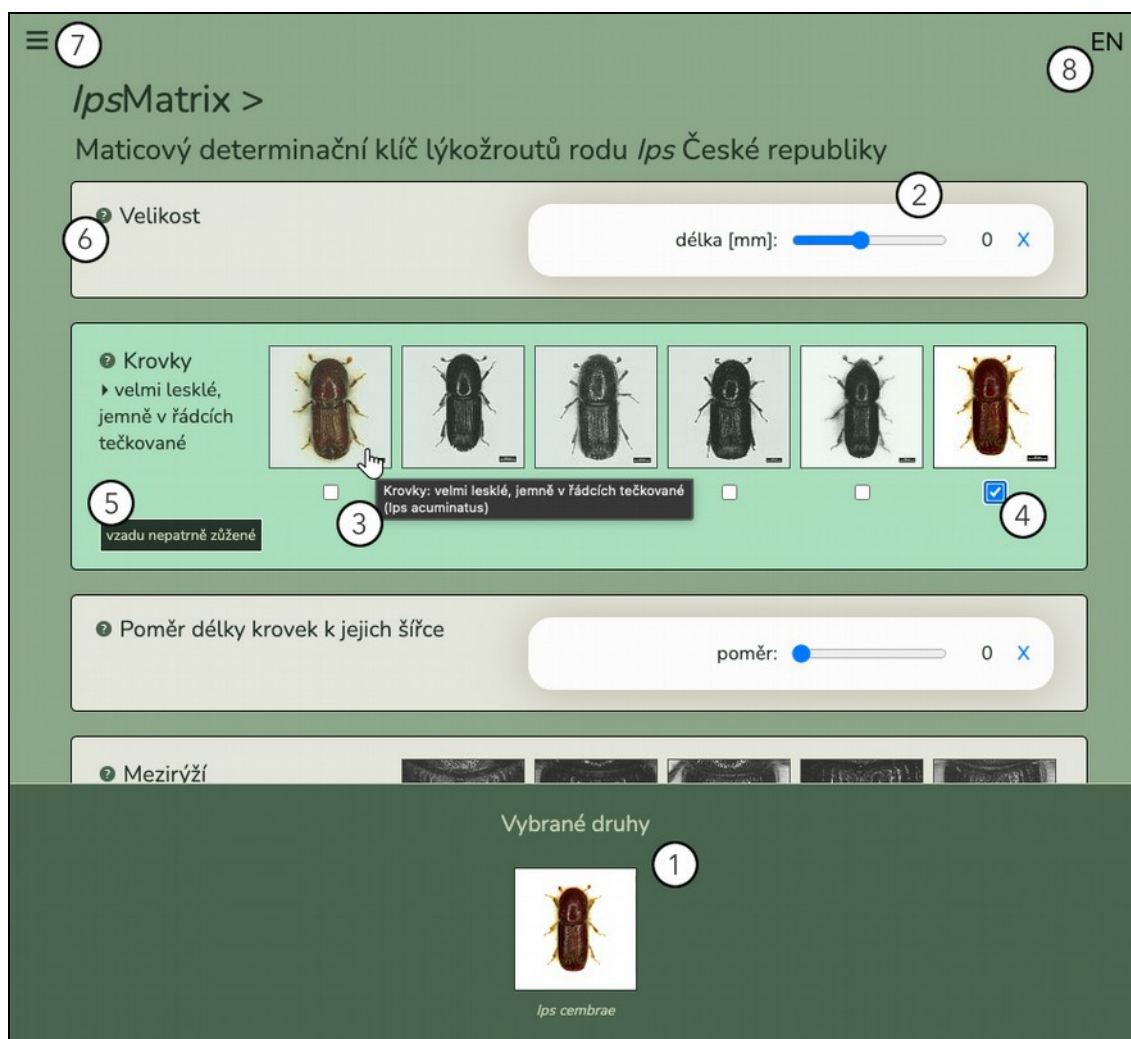 7
EN
8
IpsMatrix >
Maticový determinační klíč lýkožroutů rodu Ips České republiky
2
Velikost
6
délka [mm]: 0 X
Krovky
velmi lesklé,
jemně v řádcích
tečkované
Krovky: velmi lesklé, jemně v řádcích tečkované
(Ips acuminatus)
5
3
4
vzadu nepatrně zúžené
Poměr délky krovek k jejich šířce
poměr: 0 X
Mezirýží
Vybrané druhy
1
Ips cembrae